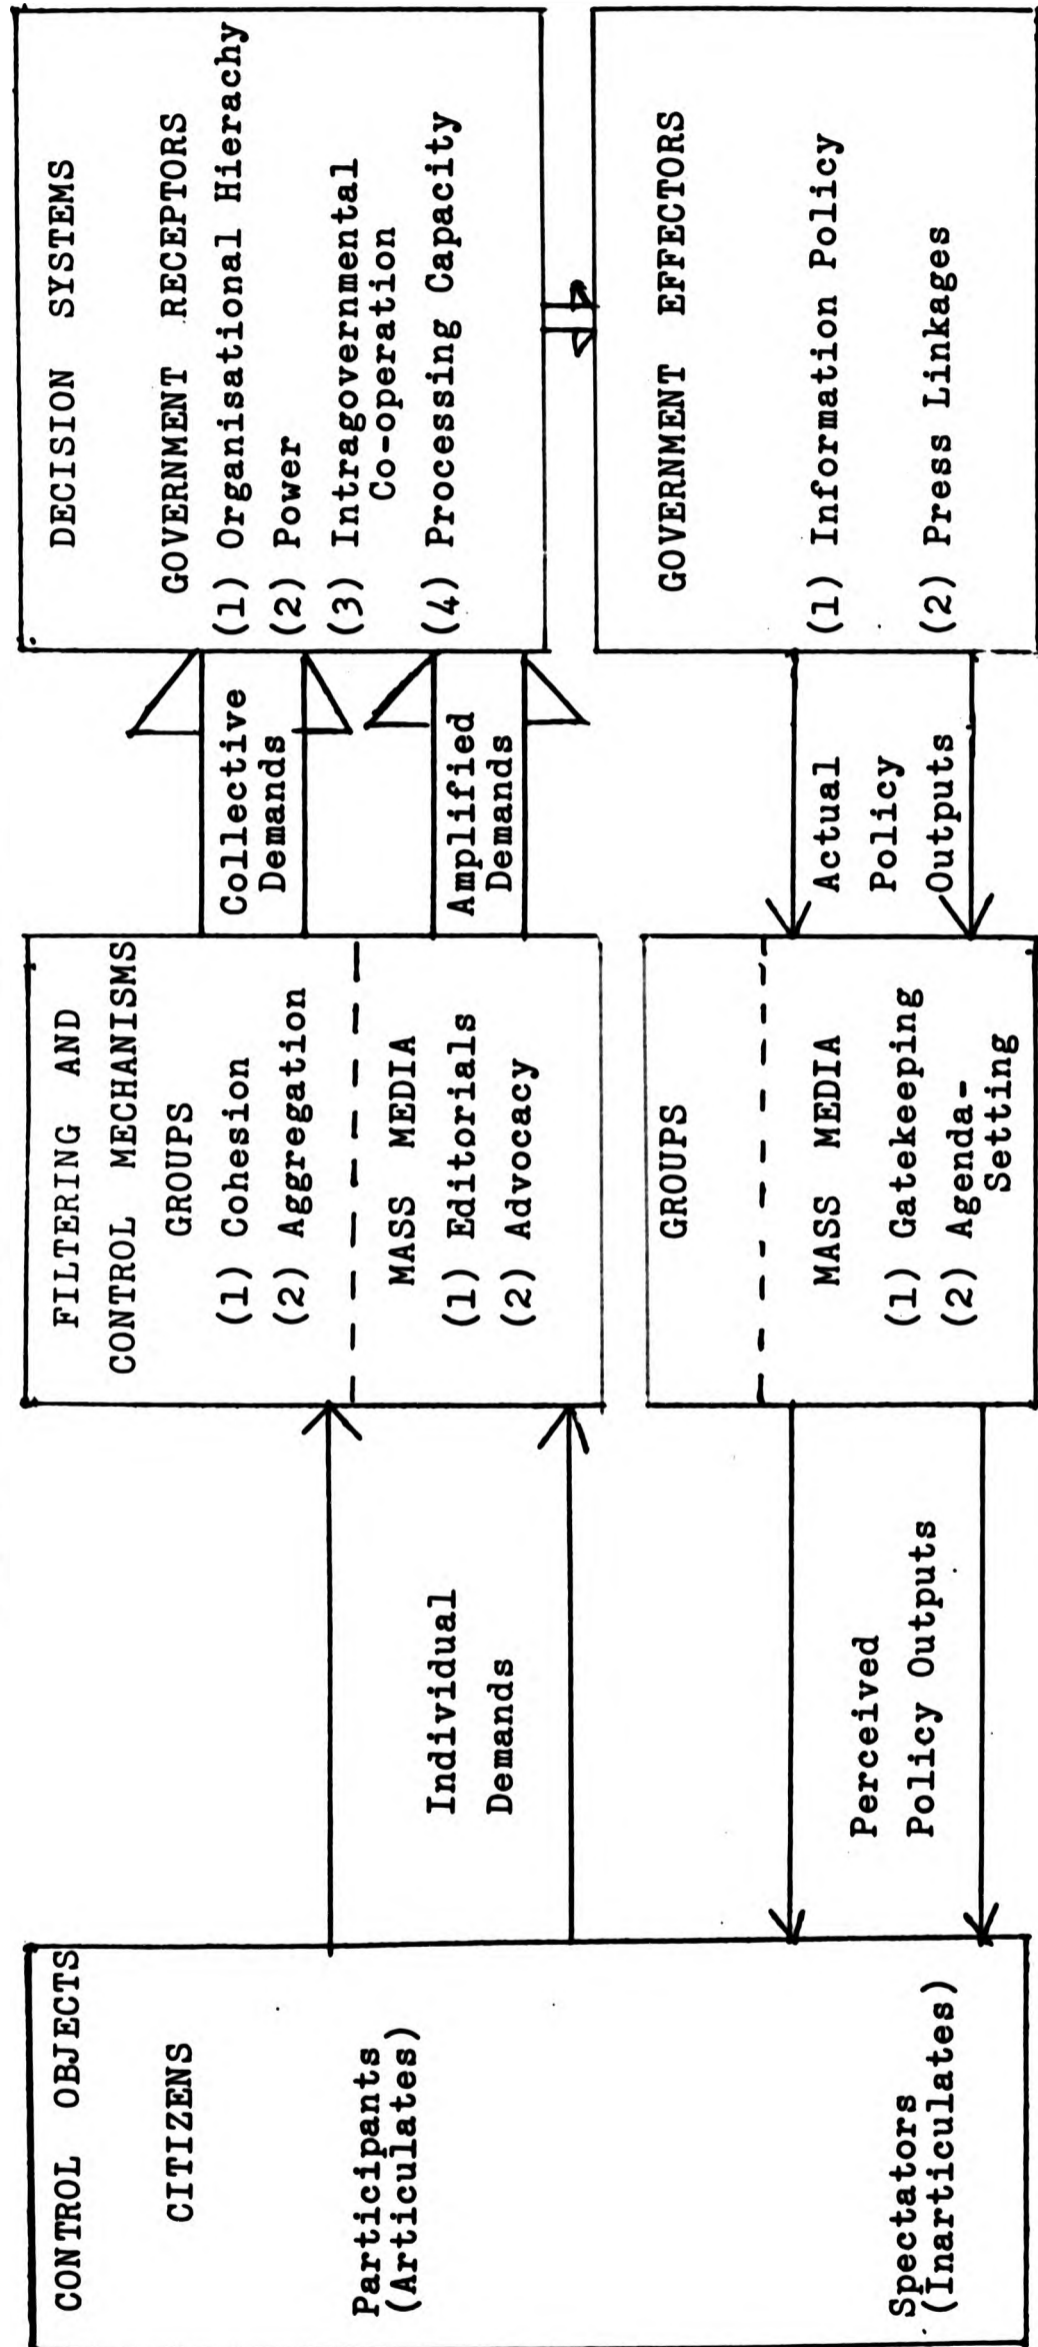 CONTROL OBJECTS
CITIZENS
Participants
(Articulates)
Spectators
(Inarticulates)
Individual
Demands
Perceived
Policy Outputs
FILTERING AND
CONTROL MECHANISMS
GROUPS
(1) Cohesion
(2) Aggregation
MASS MEDIA
(1) Editorials
(2) Advocacy
GROUPS
MASS MEDIA
(1) Gatekeeping
(2) Agenda-
Setting
Collective
Demands
Amplified
Demands
Actual
Policy
Outputs
DECISION SYSTEMS
GOVERNMENT RECEPTORS
(1) Organisational Hierachy
(2) Power
(3) Intragovernmental
Co-operation
(4) Processing Capacity
GOVERNMENT EFFECTORS
(1) Information Policy
(2) Press Linkages